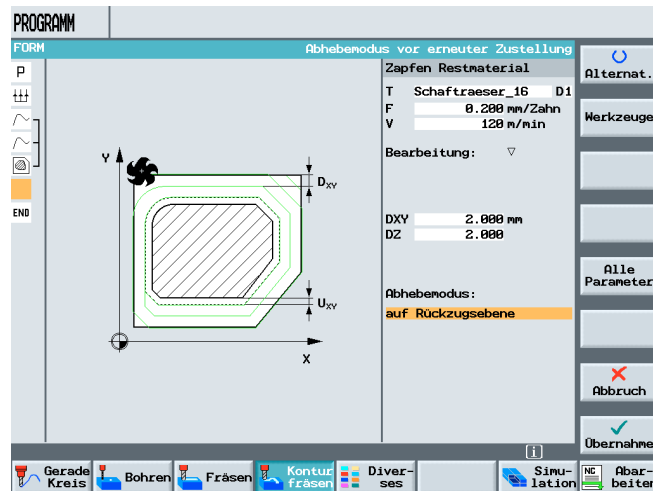 PROGRAMM
FORM
Abhebemodus vor erneuter Zustellung
P
END
Y
X
DXY
UXY
Zapfen Restmaterial
T Schaftraeser_16 D1
F 0.200 mm/Zahn
V 120 m/min
Bearbeitung: ▽
DXY 2.000 mm
DZ 2.000
Abhebemodus:
auf Rückzugsebene
Alternat.
Werkzeuge
Alle
Parameter
Abbruch
Übernahme
i
Gerade
Kreis
Bohren
Fräsen
Kontur
fräsen
Diver-
ses
Simu-
lation
NC
Abar-
beiten